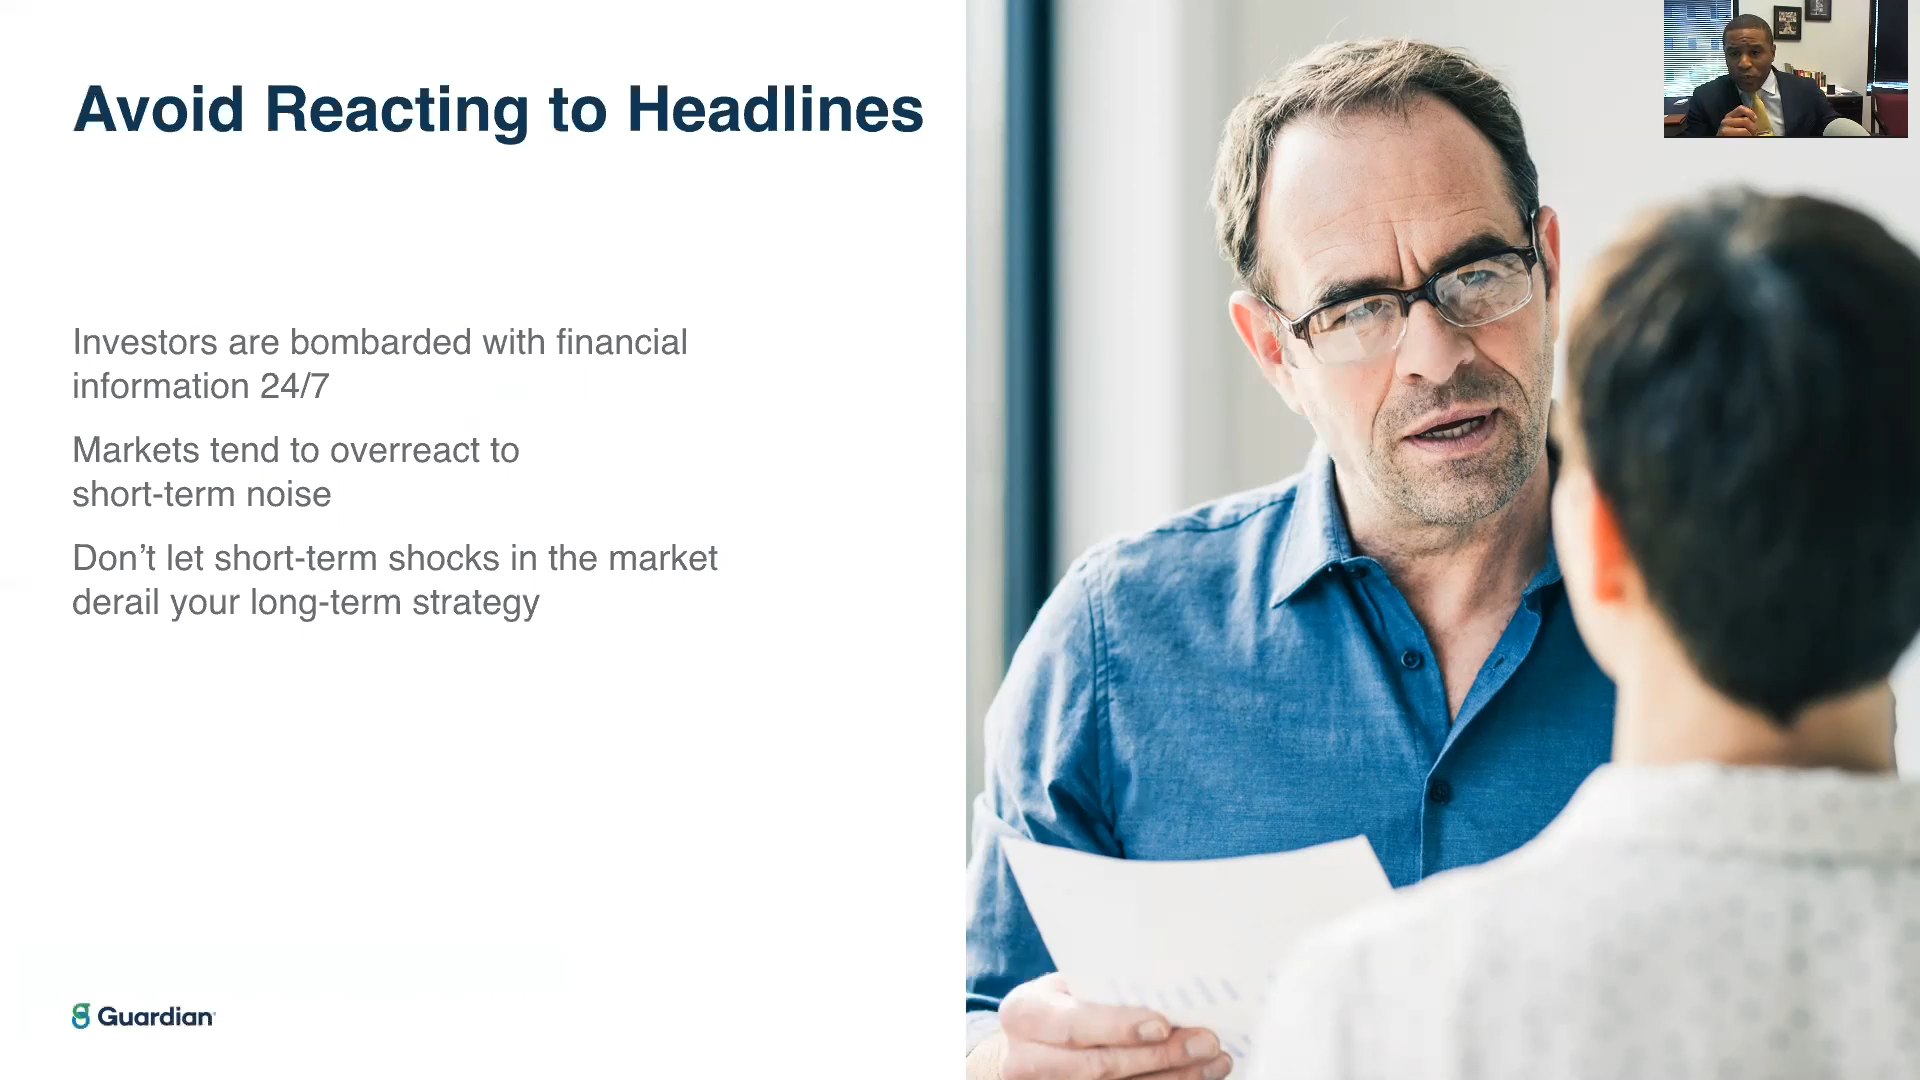 Avoid Reacting to Headlines
Investors are bombarded with financial
information 24/7
Markets tend to overreact to
short-term noise
Don’t let short-term shocks in the market
derail your long-term strategy
Guardian